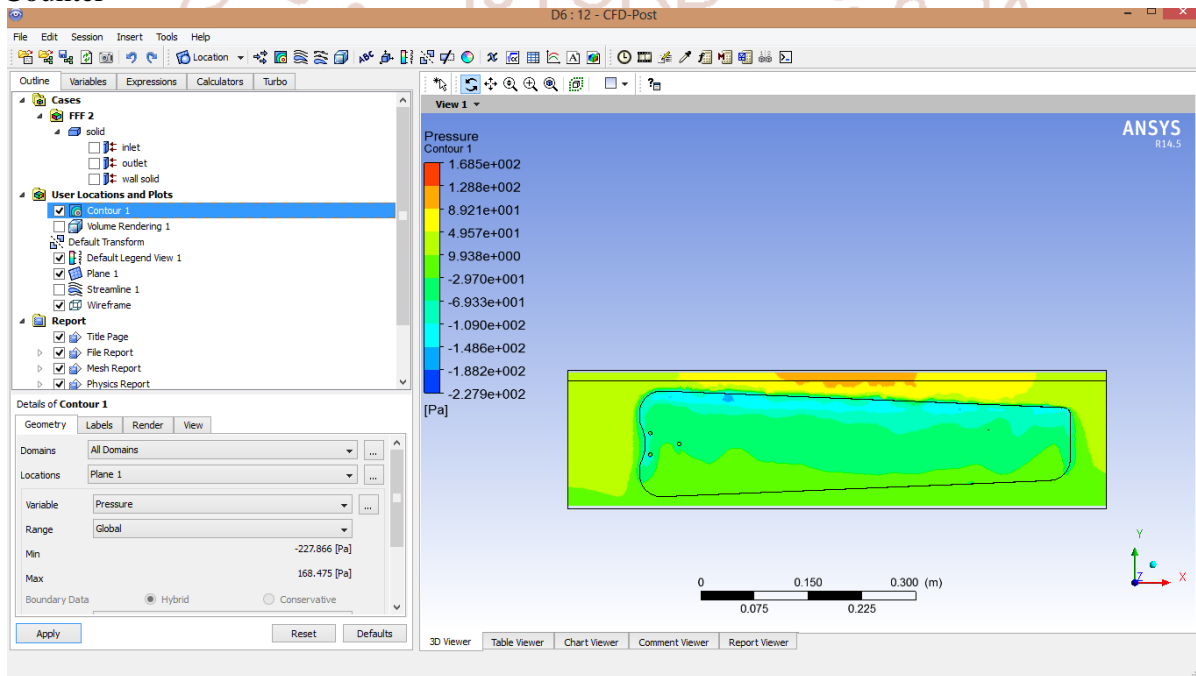 Counter
D6 : 12 - CFD-Post
File Edit Session Insert Tools Help
Location
Outline Variables Expressions Calculators Turbo
Cases
FFF 2
solid
inlet
outlet
wall solid
User Locations and Plots
Contour 1
Volume Rendering 1
Default Transform
Default Legend View 1
Plane 1
Streamline 1
Wireframe
Report
Title Page
File Report
Mesh Report
Physics Report
Details of Contour 1
Geometry Labels Render View
Domains All Domains ...
Locations Plane 1 ...
Variable Pressure ...
Range Global
Min -227.866 [Pa]
Max 168.475 [Pa]
Boundary Data Hybrid Conservative
Apply Reset Defaults
View 1
Pressure
Contour 1
1.685e+002
1.288e+002
8.921e+001
4.957e+001
9.938e+000
-2.970e+001
-6.933e+001
-1.090e+002
-1.486e+002
-1.882e+002
-2.279e+002
[Pa]
ANSYS
R14.5
0 0.150 0.300 (m)
0.075 0.225
Y
Z X
3D Viewer Table Viewer Chart Viewer Comment Viewer Report Viewer